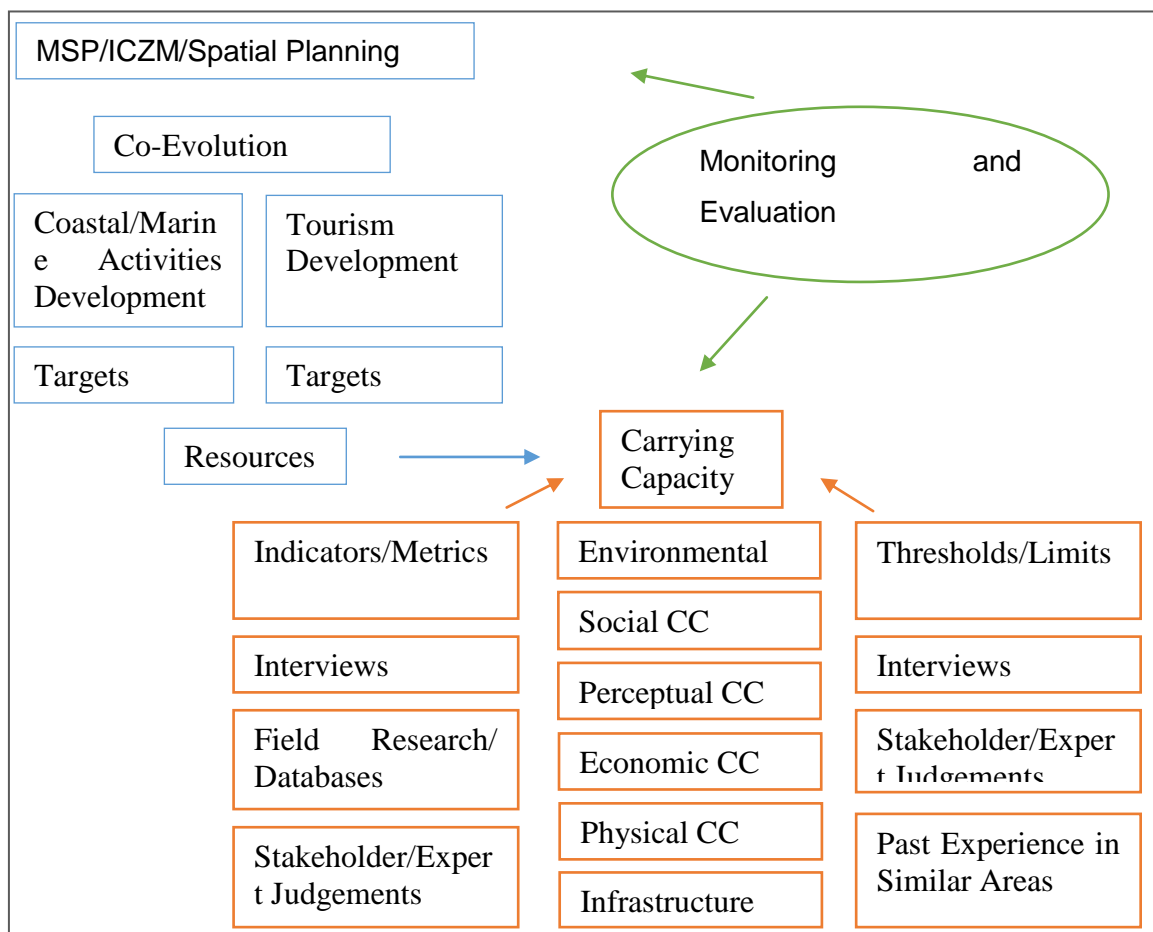 MSP/ICZM/Spatial Planning
Co-Evolution
Coastal/Marin
e Activities
Development
Tourism
Development
Targets
Targets
Resources
Monitoring and
Evaluation
Carrying
Capacity
Indicators/Metrics
Interviews
Field Research/
Databases
Stakeholder/Exper
t Judgements
Environmental
Social CC
Perceptual CC
Economic CC
Physical CC
Infrastructure
Thresholds/Limits
Interviews
Stakeholder/Exper
t Judgements
Past Experience in
Similar Areas